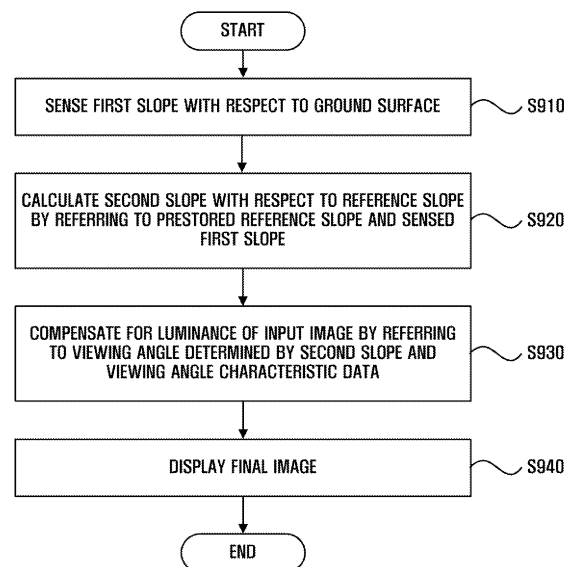 START
SENSE FIRST SLOPE WITH RESPECT TO GROUND SURFACE
S910
CALCULATE SECOND SLOPE WITH RESPECT TO REFERENCE SLOPE
BY REFERRING TO PRESTORED REFERENCE SLOPE AND SENSED
FIRST SLOPE
S920
COMPENSATE FOR LUMINANCE OF INPUT IMAGE BY REFERRING
TO VIEWING ANGLE DETERMINED BY SECOND SLOPE AND
VIEWING ANGLE CHARACTERISTIC DATA
S930
DISPLAY FINAL IMAGE
S940
END